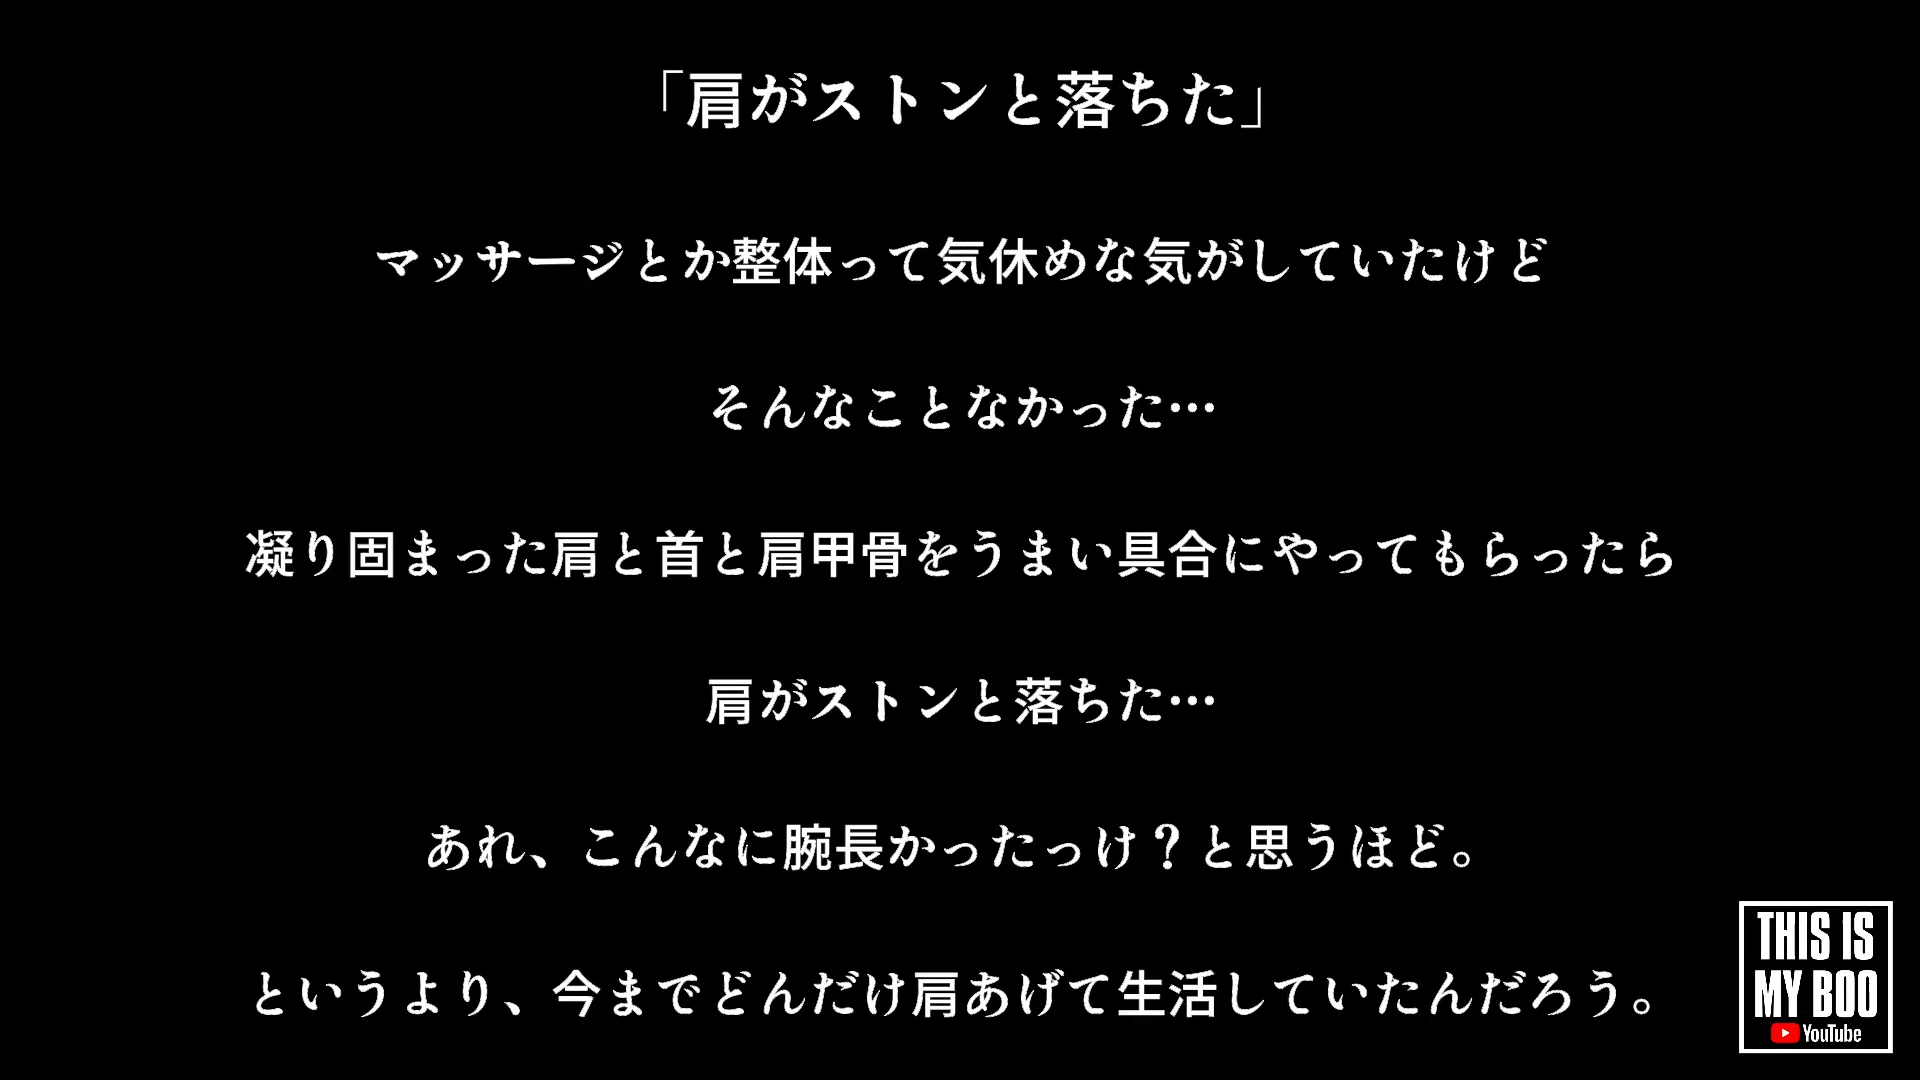 「肩がストンと落ちた」
マッサージとか整体って気休めな気がしていたけど
そんなことなかった…
凝り固まった肩と首と肩甲骨をうまい具合にやってもらったら
肩がストンと落ちた…
あれ、こんなに腕長かったっけ？と思うほど。
というより、今までどんだけ肩あげて生活していたんだろう。
THIS IS
MY BOO
YouTube